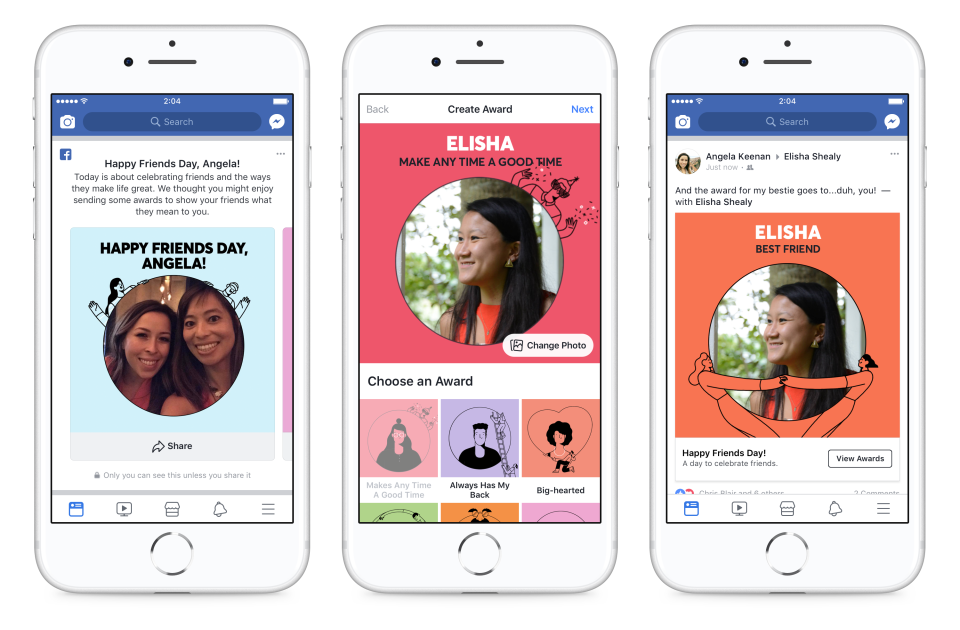 2:04
Search
Happy Friends Day, Angela!
Today is about celebrating friends and the ways
they make life great. We thought you might enjoy
sending some awards to show your friends what
they mean to you.
HAPPY FRIENDS DAY,
ANGELA!
Share
Only you can see this unless you share it
Back
Create Award
Next
ELISHA
MAKE ANY TIME A GOOD TIME
Change Photo
Choose an Award
Makes Any Time
A Good Time
Always Has My
Back
Big-hearted
2:04
Search
Angela Keenan
Elisha Shealy
Just now
And the award for my bestie goes to...duh, you! —
with Elisha Shealy
ELISHA
BEST FRIEND
Happy Friends Day!
A day to celebrate friends.
View Awards
Chris Blair and 6 others
2 Comments